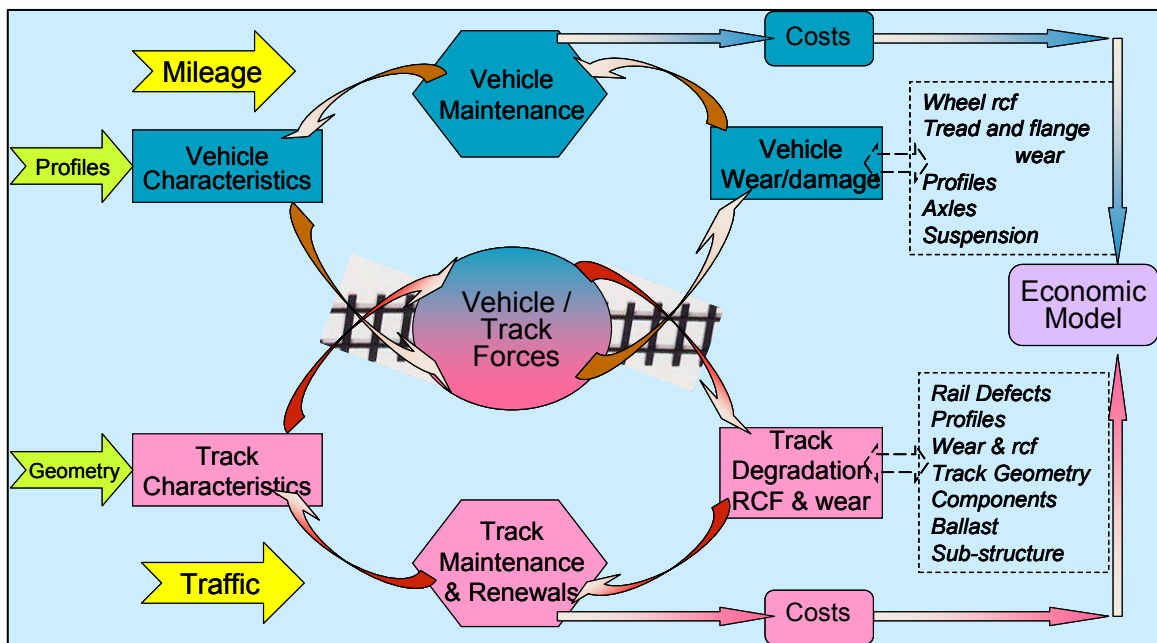 Mileage
Vehicle
Maintenance
Costs
Profiles
Vehicle
Characteristics
Vehicle
Wear/damage
Wheel rcf
Tread and flange
wear
Profiles
Axles
Suspension
Vehicle /
Track
Forces
Economic
Model
Geometry
Track
Characteristics
Track
Degradation
RCF & wear
Rail Defects
Profiles
Wear & rcf
Track Geometry
Components
Ballast
Sub-structure
Traffic
Track
Maintenance
& Renewals
Costs